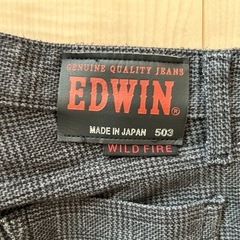 GENUINE QUALITY JEANS
EDWIN®
MADE IN JAPAN 503
WILD FIRE